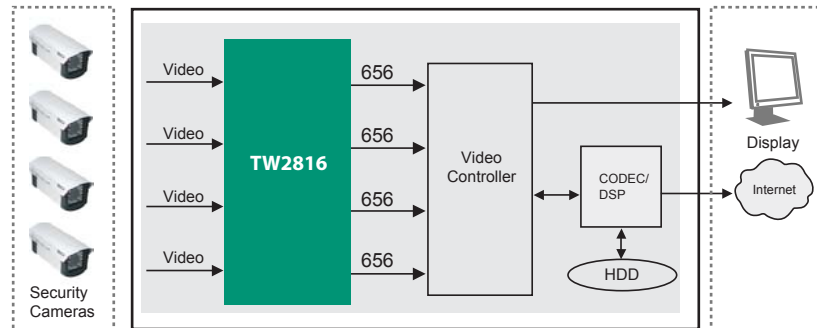 Security
Cameras
Video
Video
Video
Video
TW2816
656
656
656
656
Video
Controller
CODEC/
DSP
HDD
Display
Internet